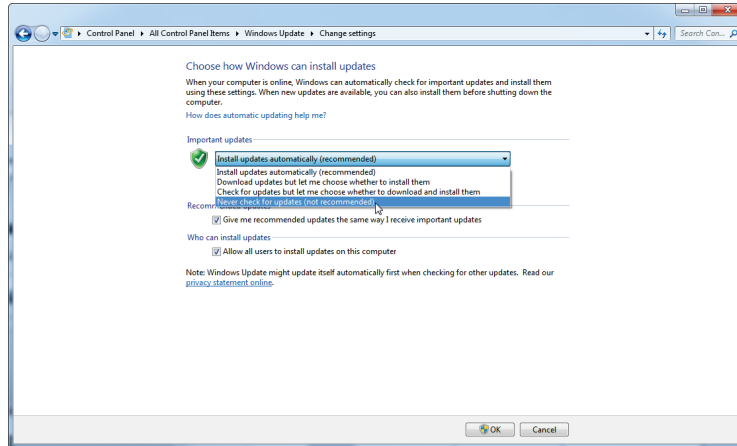 Control Panel ▸ All Control Panel Items ▸ Windows Update ▸ Change settings
Search Con...
Choose how Windows can install updates
When your computer is online, Windows can automatically check for important updates and install them
using these settings. When new updates are available, you can also install them before shutting down the
computer.
How does automatic updating help me?
Important updates
Install updates automatically (recommended)
Install updates automatically (recommended)
Download updates but let me choose whether to install them
Check for updates but let me choose whether to download and install them
Never check for updates (not recommended)
Give me recommended updates the same way I receive important updates
Who can install updates
Allow all users to install updates on this computer
Note: Windows Update might update itself automatically first when checking for other updates. Read our
privacy statement online.
OK Cancel